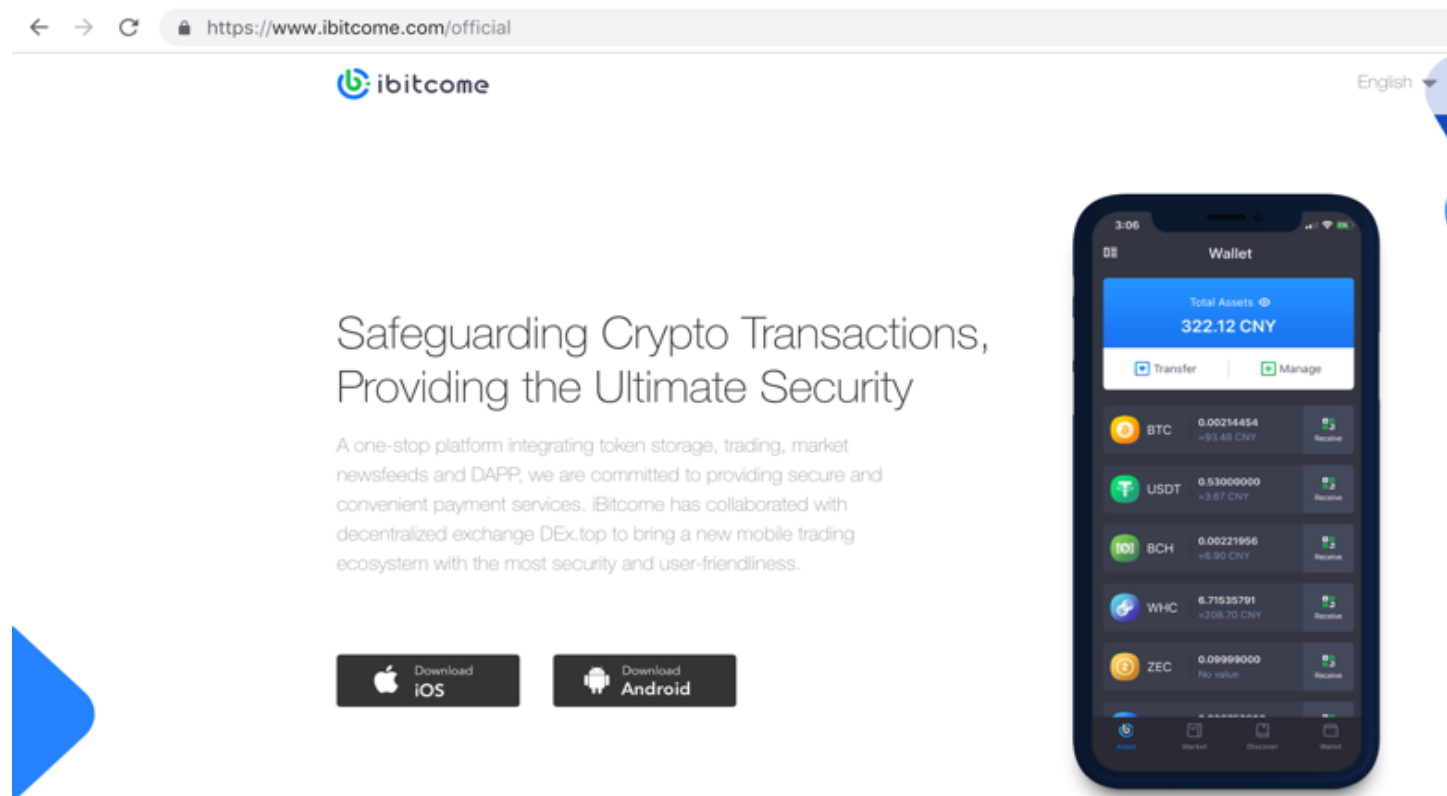 https://www.ibitcome.com/official
ibitcome
English
Safeguarding Crypto Transactions,
Providing the Ultimate Security
A one-stop platform integrating token storage, trading, market
newsfeeds and DAPP, we are committed to providing secure and
convenient payment services. iBitcome has collaborated with
decentralized exchange DEx.top to bring a new mobile trading
ecosystem with the most security and user-friendliness.
Download
iOS
Download
Android
3:06
Wallet
Total Assets
322.12 CNY
Transfer
Manage
BTC
0.00214454
≈93.48 CNY
Receive
USDT
0.53000000
≈3.67 CNY
Receive
BCH
0.00221956
≈6.90 CNY
Receive
WHC
6.71535791
≈208.70 CNY
Receive
ZEC
0.09999000
No value
Receive
Asset
Market
Discover
Wallet